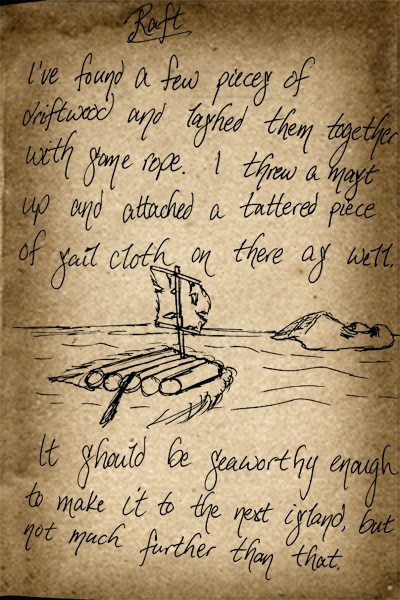 Raft
I've found a few pieces of
driftwood and lashed them together
with some rope. I threw a mast
up and attached a tattered piece
of sail cloth on there as well.
It should be seaworthy enough
to make it to the next island, but
not much further than that.